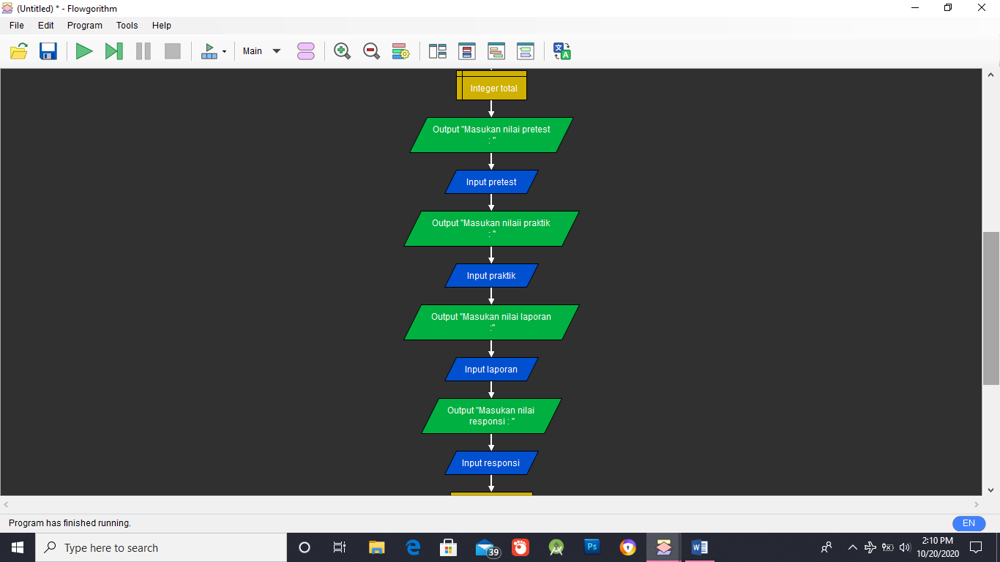 (Untitled) * - Flowgorithm
File Edit Program Tools Help
Main
Integer total
Output "Masukan nilai pretest
: "
Input pretest
Output "Masukan nilaii praktik
: "
Input praktik
Output "Masukan nilai laporan
:"
Input laporan
Output "Masukan nilai
responsi : "
Input responsi
Program has finished running.
EN
Type here to search
39
Ps
2:10 PM
10/20/2020